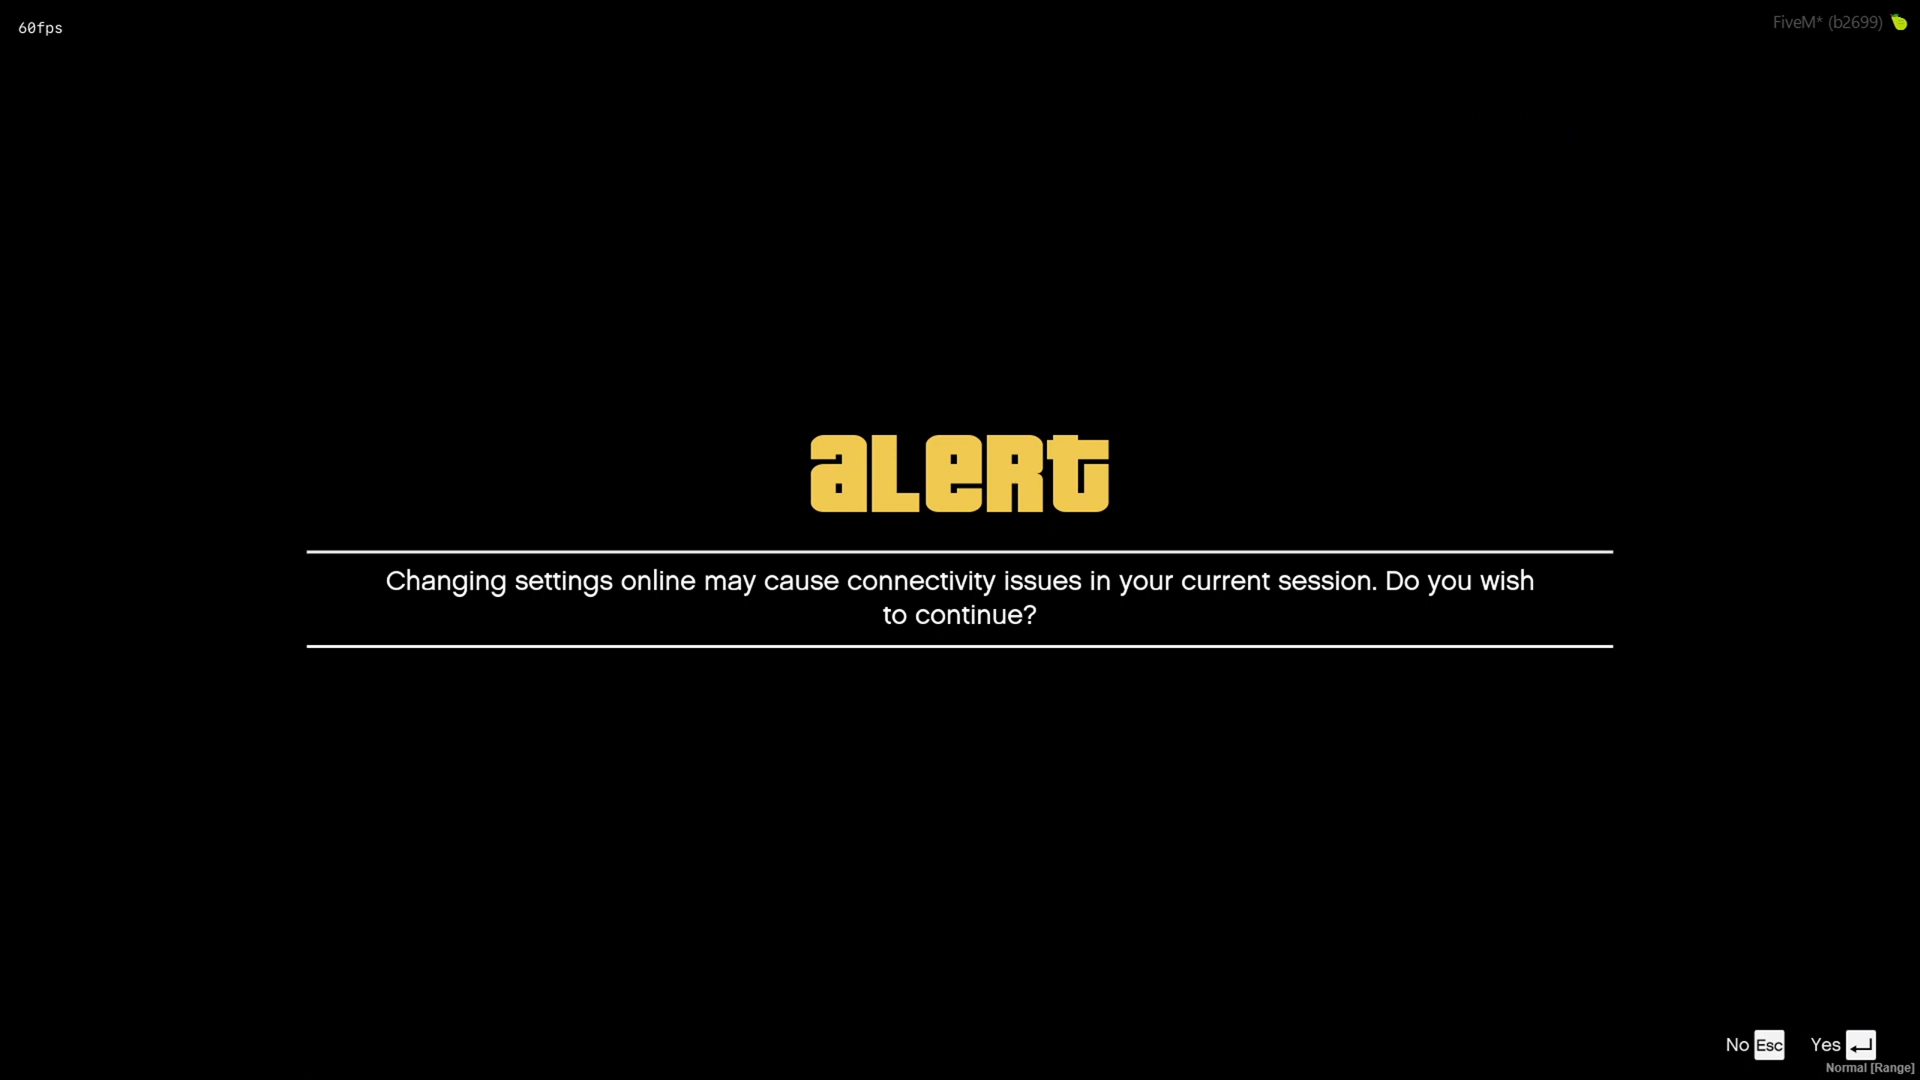 60fps
FiveM* (b2699)
aLeRt
Changing settings online may cause connectivity issues in your current session. Do you wish
to continue?
No Esc Yes
Normal [Range]